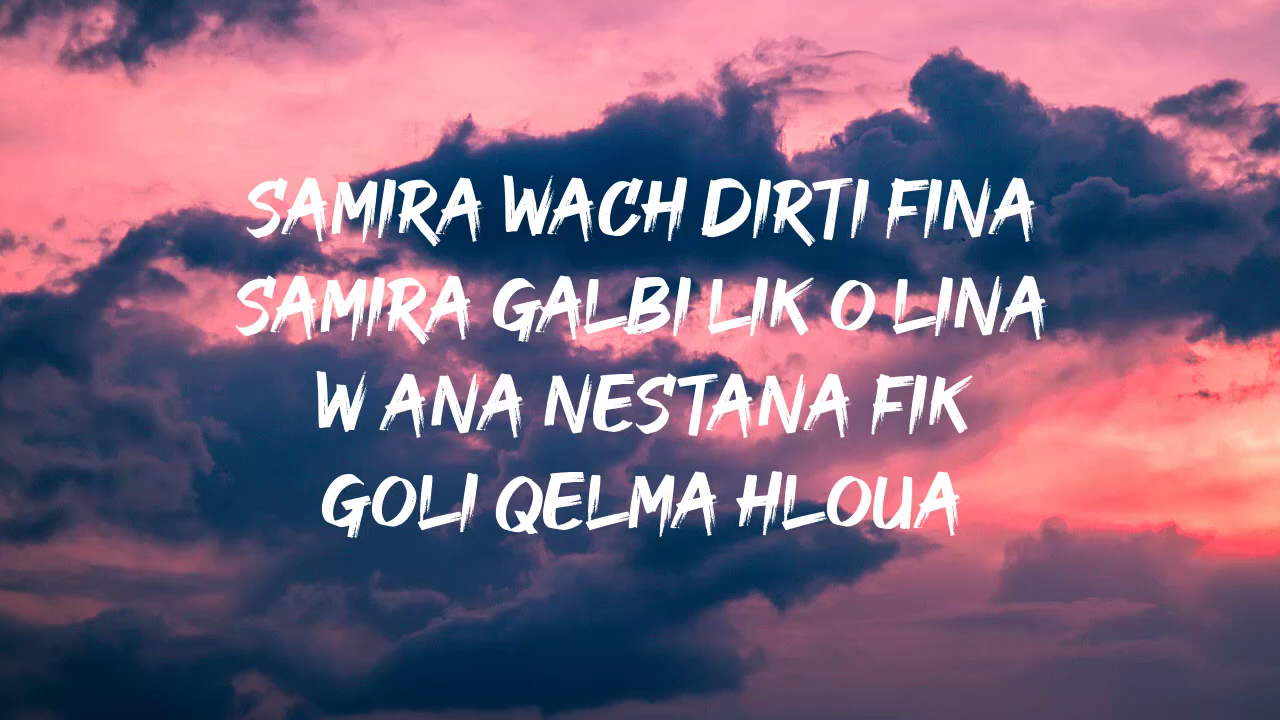 SAMIRA WACH DIRTI FINA
SAMIRA GALBI LIK O LINA
W ANA NESTANA FIK
GOLI QELMA HLOUA